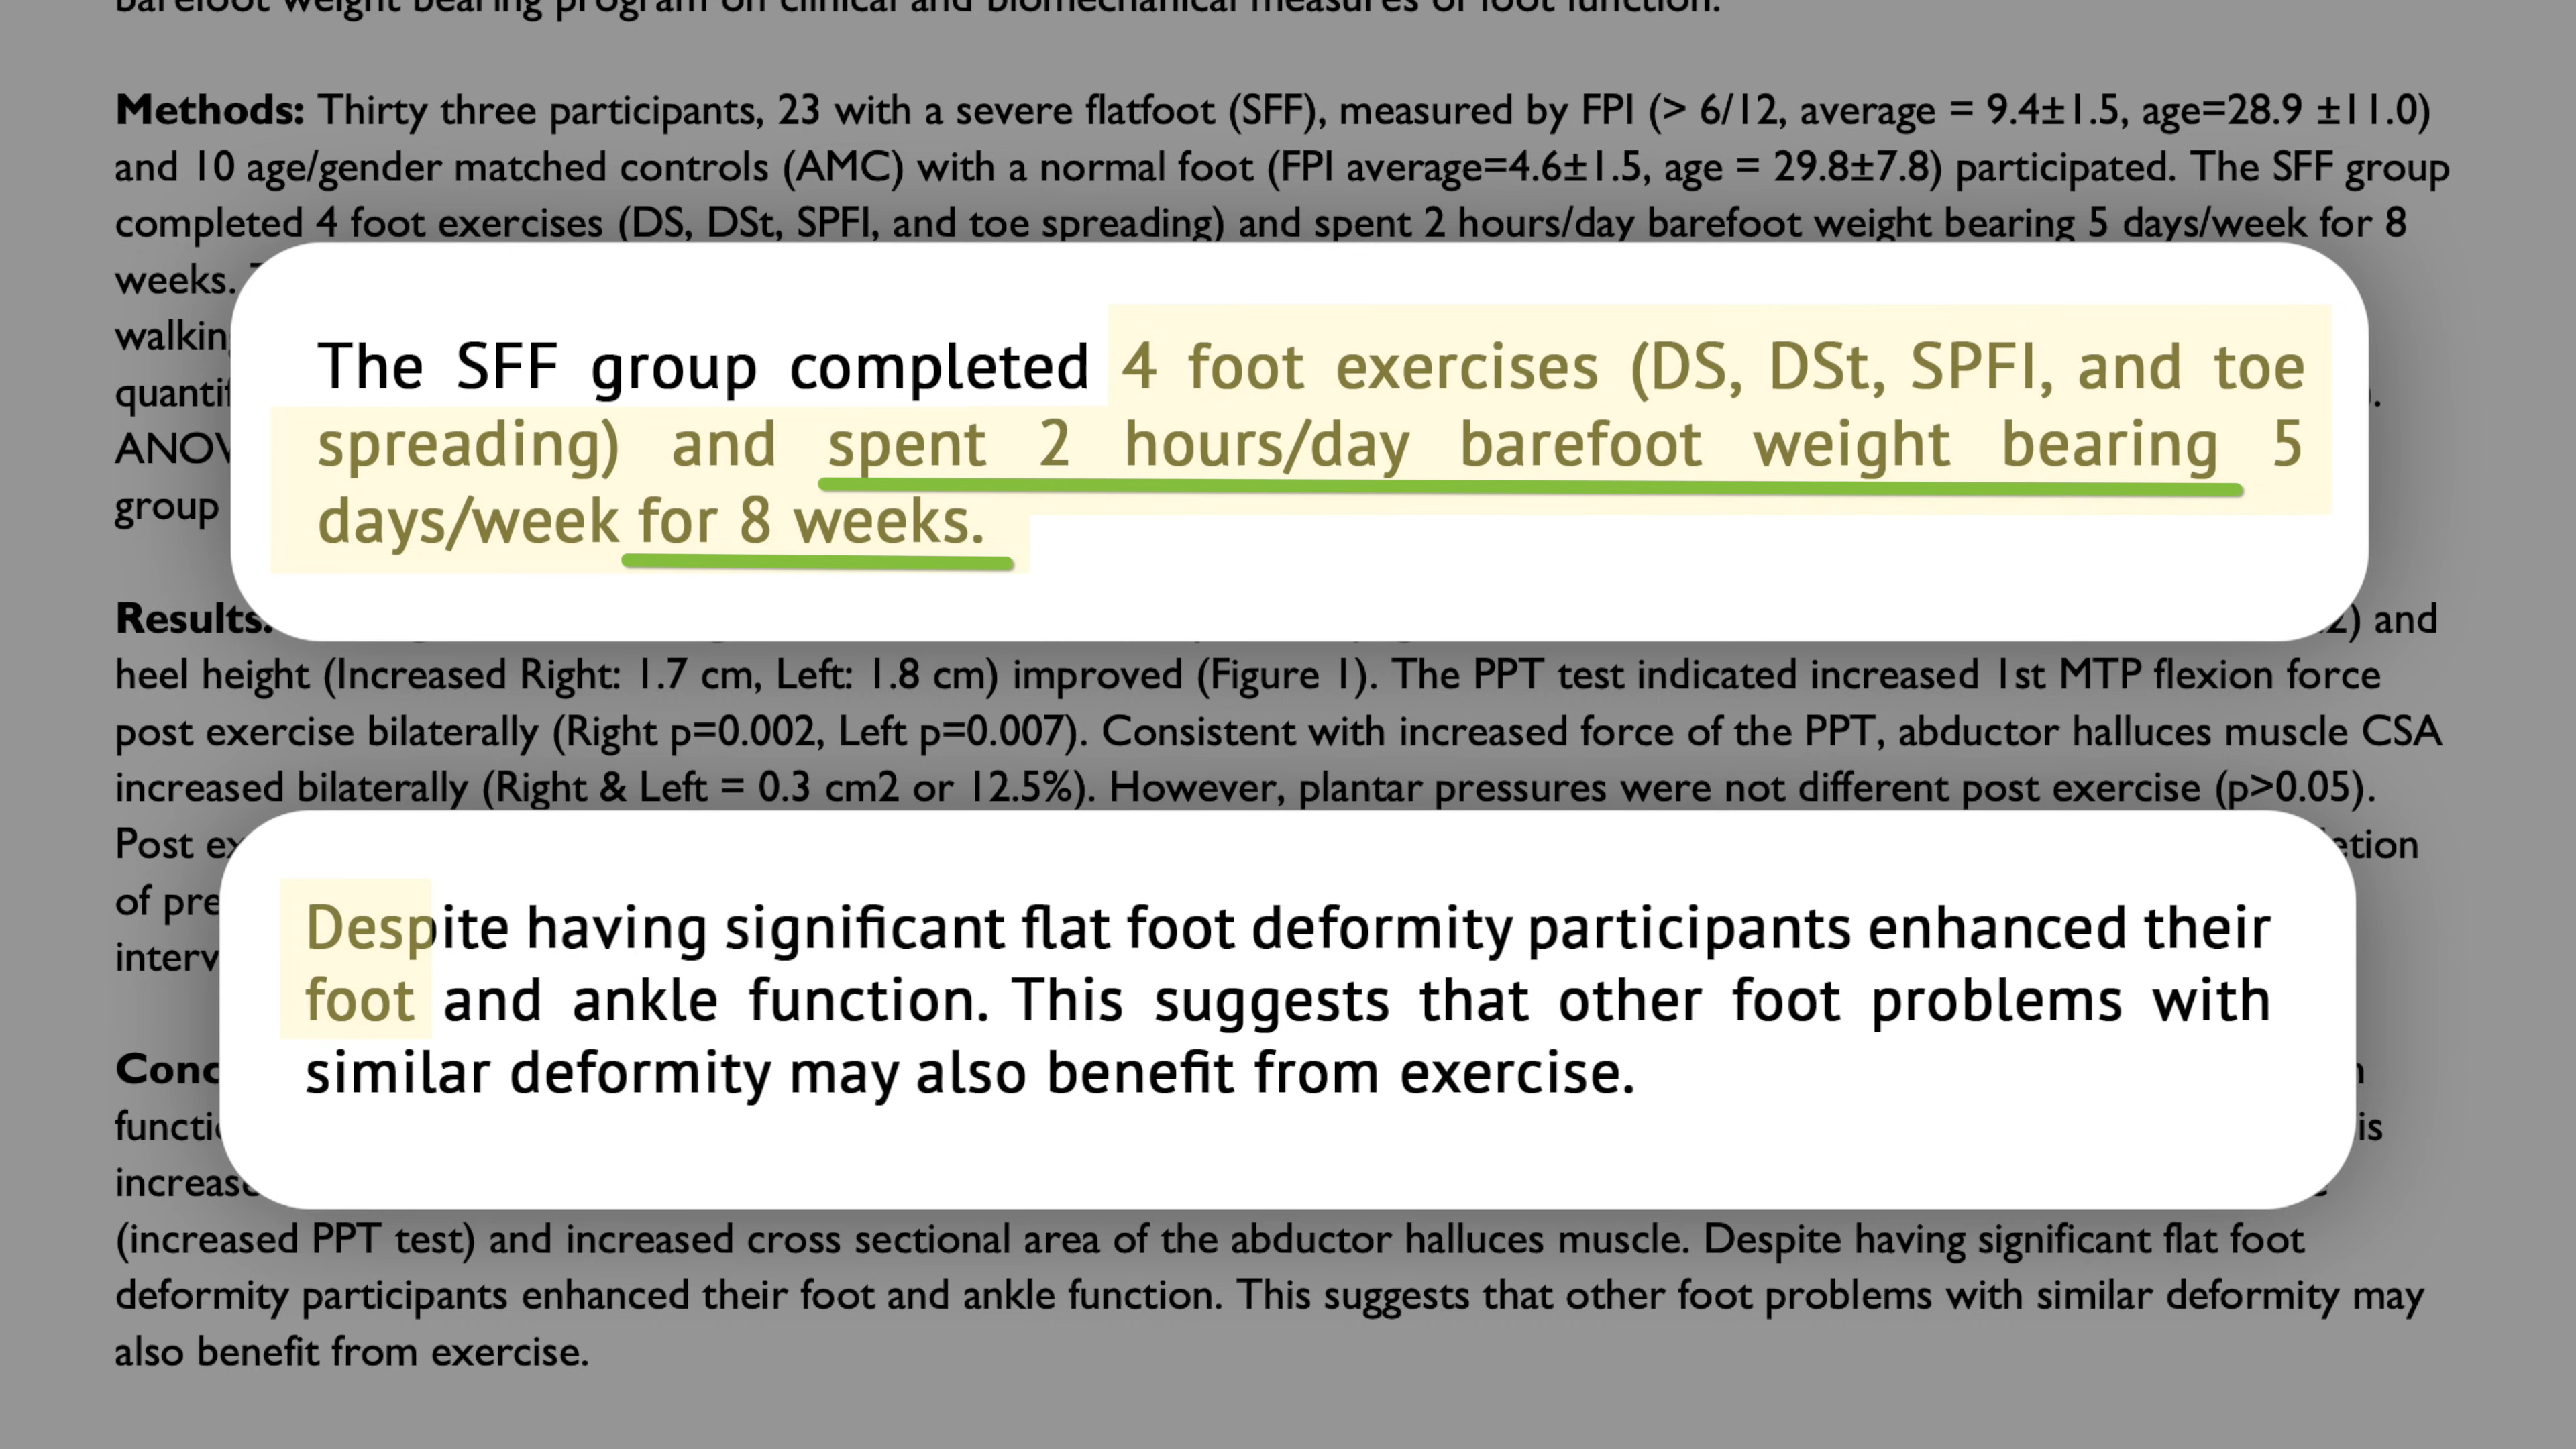 barefoot weight bearing program on clinical and biomechanical measures of foot function.
Methods: Thirty three participants, 23 with a severe flatfoot (SFF), measured by FPI (> 6/12, average = 9.4±1.5, age=28.9 ±11.0)
and 10 age/gender matched controls (AMC) with a normal foot (FPI average=4.6±1.5, age = 29.8±7.8) participated. The SFF group
completed 4 foot exercises (DS, DSt, SPFI, and toe spreading) and spent 2 hours/day barefoot weight bearing 5 days/week for 8
weeks.
The SFF group completed 4 foot exercises (DS, DSt, SPFI, and toe
spreading) and spent 2 hours/day barefoot weight bearing 5
days/week for 8 weeks.
group
Results: and
heel height (Increased Right: 1.7 cm, Left: 1.8 cm) improved (Figure 1). The PPT test indicated increased 1st MTP flexion force
post exercise bilaterally (Right p=0.002, Left p=0.007). Consistent with increased force of the PPT, abductor halluces muscle CSA
increased bilaterally (Right & Left = 0.3 cm2 or 12.5%). However, plantar pressures were not different post exercise (p>0.05).
Post
of
Despite having significant flat foot deformity participants enhanced their
foot and ankle function. This suggests that other foot problems with
similar deformity may also benefit from exercise.
is
(increased PPT test) and increased cross sectional area of the abductor halluces muscle. Despite having significant flat foot
deformity participants enhanced their foot and ankle function. This suggests that other foot problems with similar deformity may
also benefit from exercise.